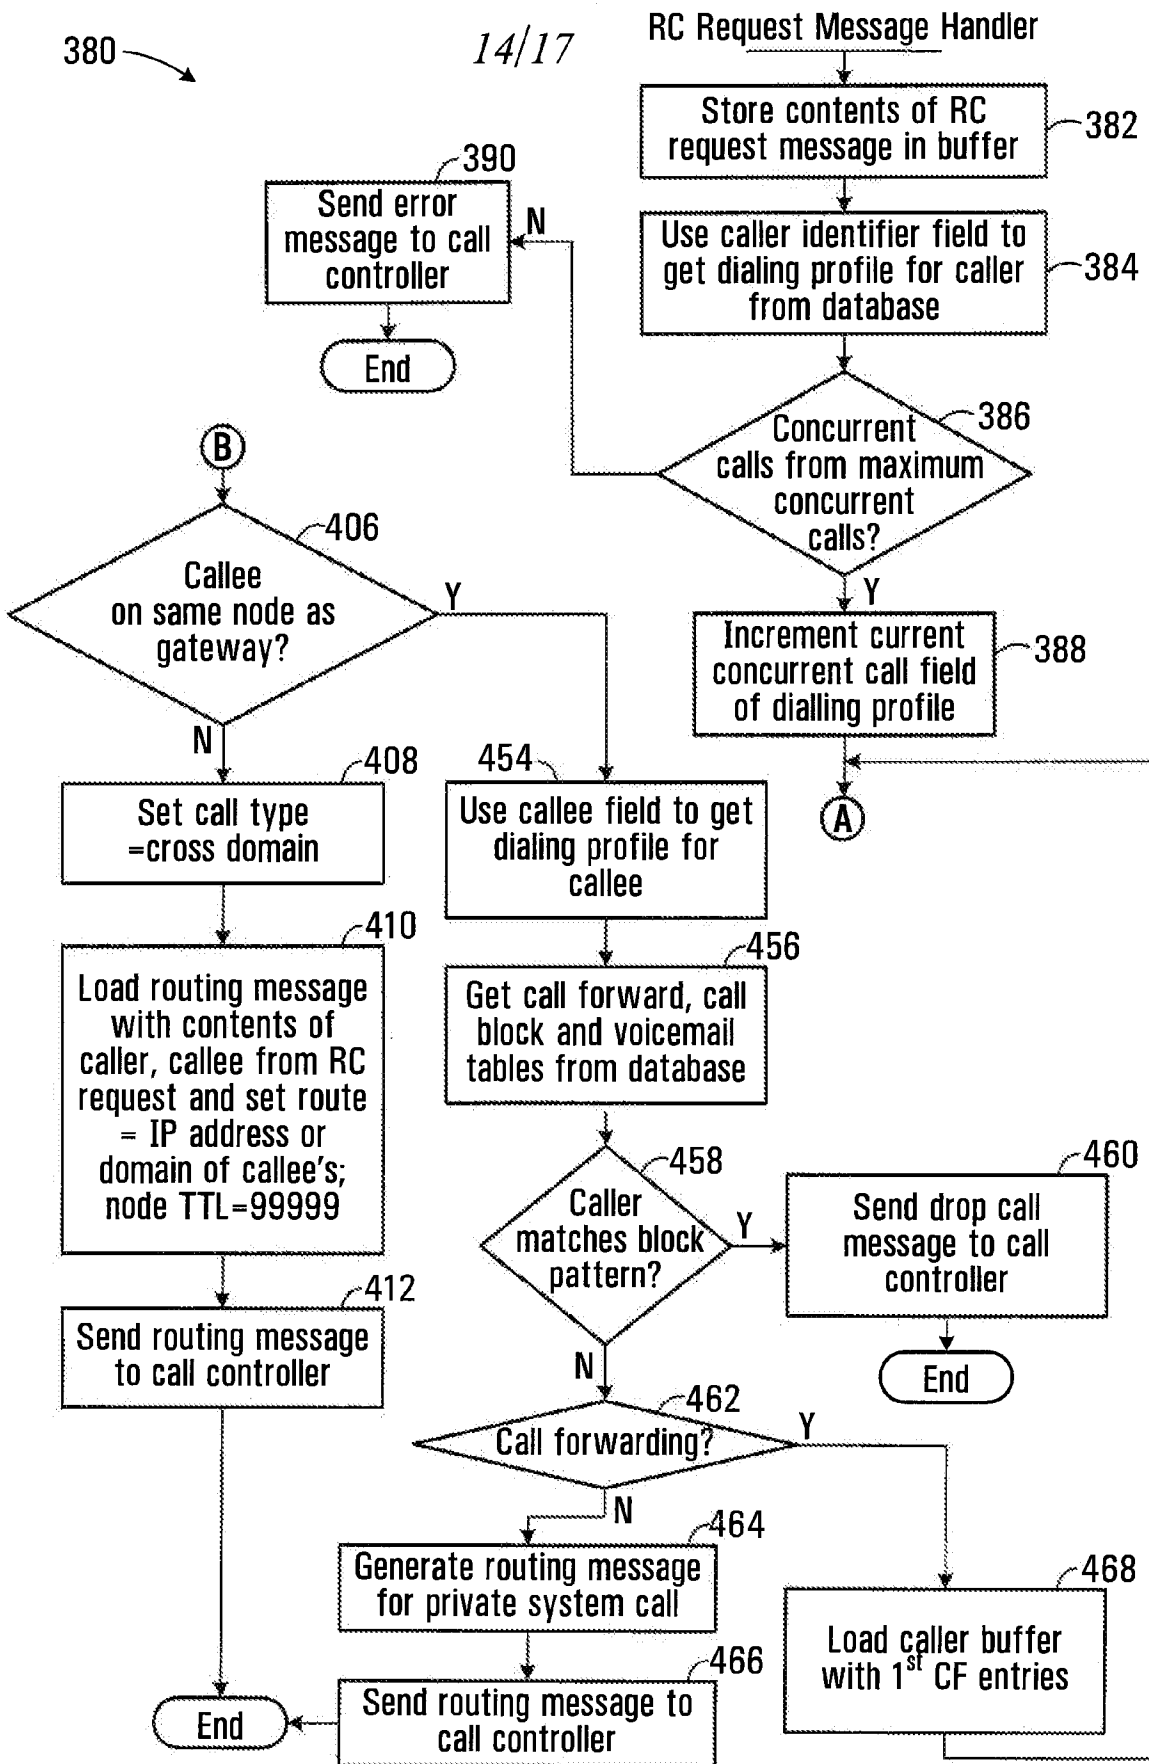 380
14/17
RC Request Message Handler
Store contents of RC
request message in buffer
382
Use caller identifier field to
get dialing profile for caller
from database
384
390
Send error
message to call
controller
N
End
386
Concurrent
calls from maximum
concurrent
calls?
Y
Increment current
concurrent call field
of dialling profile
388
A
B
406
Callee
on same node as
gateway?
Y
N
408
Set call type
=cross domain
410
Load routing message
with contents of
caller, callee from RC
request and set route
= IP address or
domain of callee's;
node TTL=99999
412
Send routing message
to call controller
454
Use callee field to get
dialing profile for
callee
456
Get call forward, call
block and voicemail
tables from database
458
Caller
matches block
pattern?
Y
460
Send drop call
message to call
controller
End
N
462
Call forwarding?
Y
N
464
Generate routing message
for private system call
466
Send routing message to
call controller
End
468
Load caller buffer
with 1st CF entries